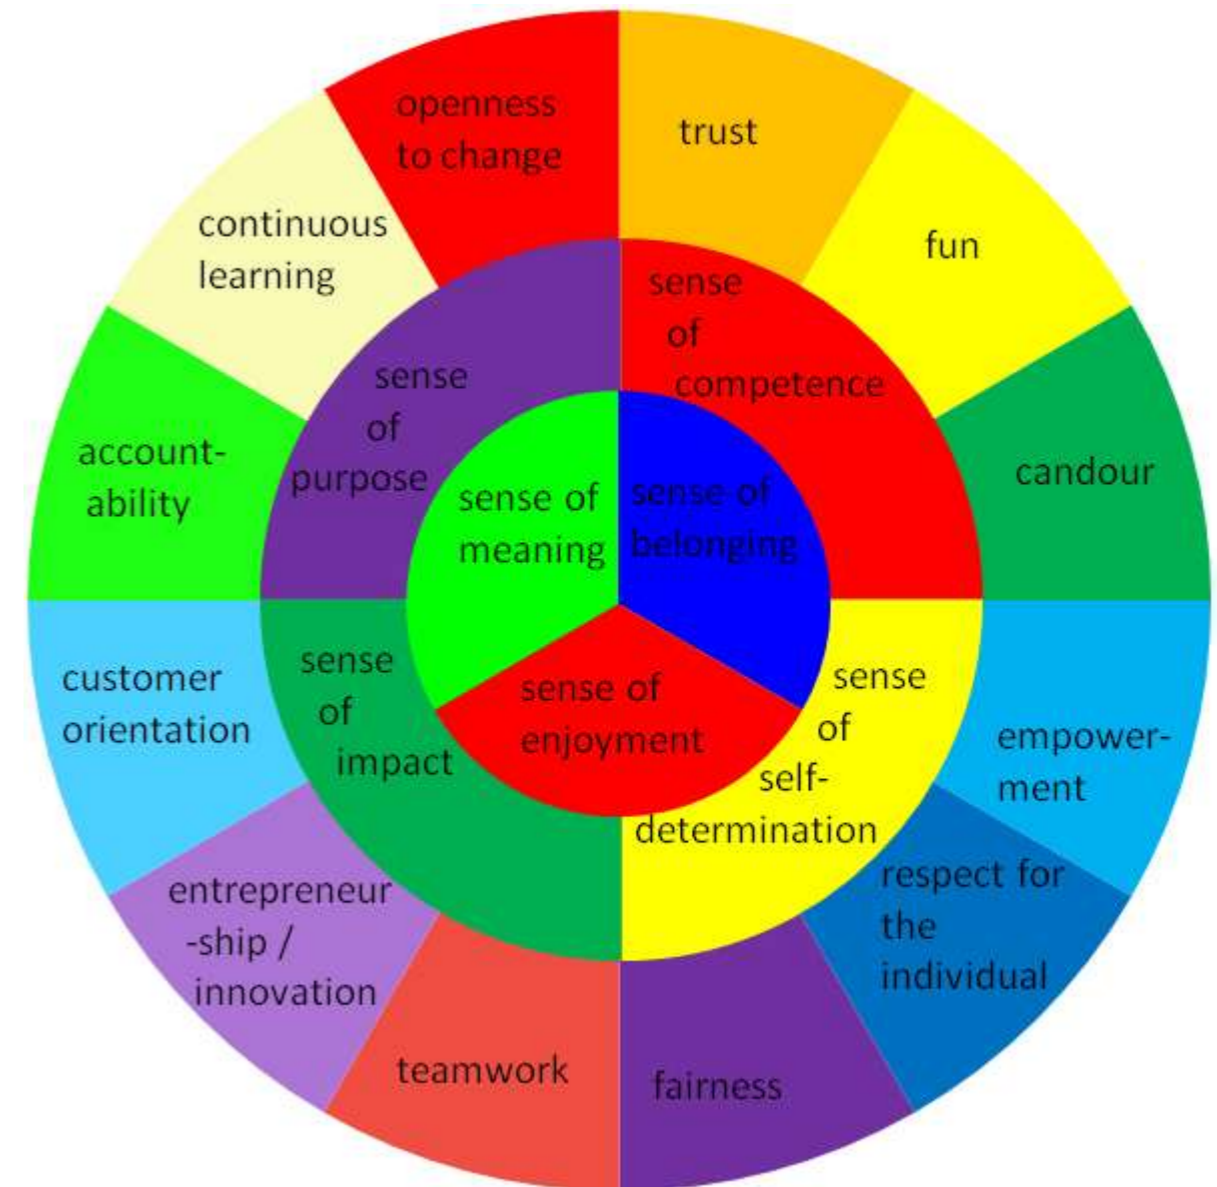 openness
to change
trust
fun
candour
empower-
ment
respect for
the
individual
fairness
teamwork
entrepreneur
-ship /
innovation
customer
orientation
account-
ability
continuous
learning
sense
of
purpose
sense
of
competence
sense
of
self-
determination
sense
of
impact
sense of
meaning
sense of
belonging
sense of
enjoyment